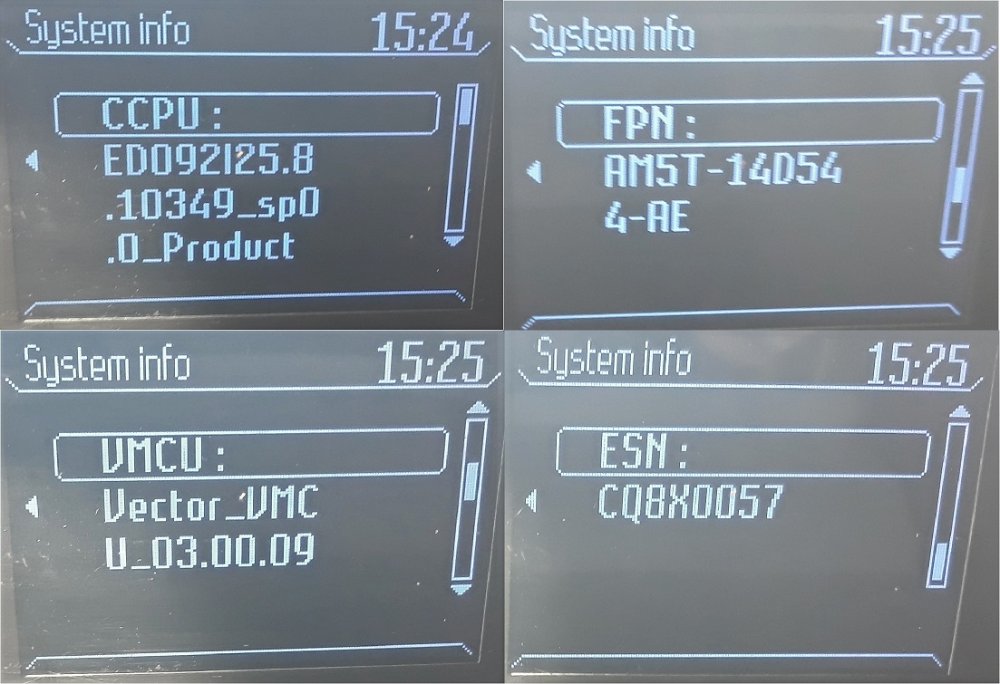 System info 15:24
CCPU :
ED092125.8
.10349_sp0
.0_Product
System info 15:25
FPN :
AM5T-14D54
4-AE
System info 15:25
VMCU :
Vector_VMC
U_03.00.09
System info 15:25
ESN :
CQ8X0057